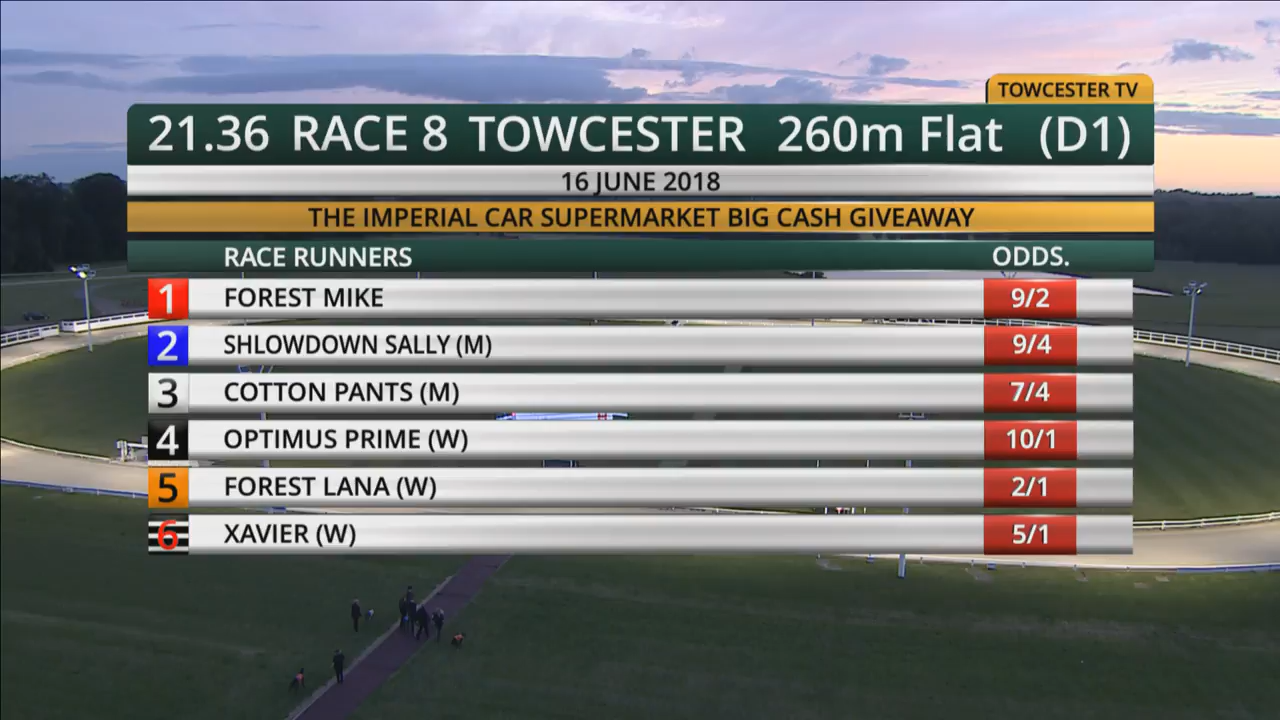 TOWCESTER TV
21.36 RACE 8 TOWCESTER 260m Flat (D1)
16 JUNE 2018
THE IMPERIAL CAR SUPERMARKET BIG CASH GIVEAWAY
RACE RUNNERS ODDS.
1 FOREST MIKE 9/2
2 SHLOWDOWN SALLY (M) 9/4
3 COTTON PANTS (M) 7/4
4 OPTIMUS PRIME (W) 10/1
5 FOREST LANA (W) 2/1
6 XAVIER (W) 5/1